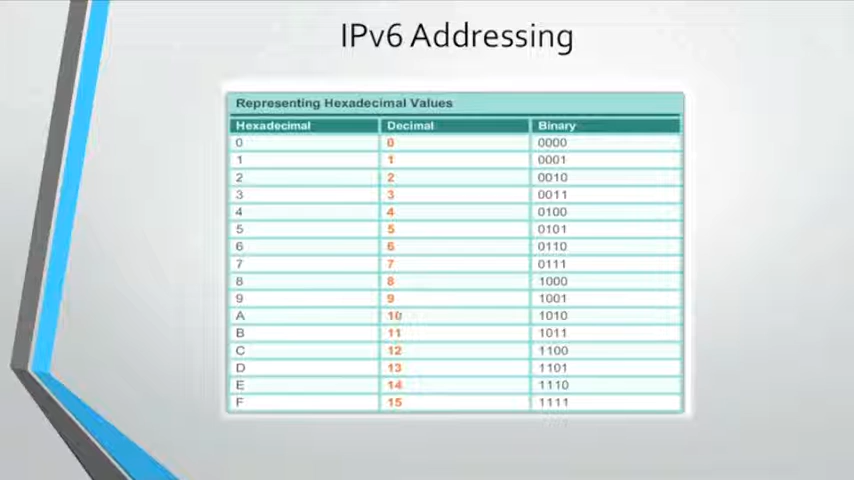 IPv6 Addressing
Representing Hexadecimal Values
Hexadecimal Decimal Binary
0 0 0000
1 1 0001
2 2 0010
3 3 0011
4 4 0100
5 5 0101
6 6 0110
7 7 0111
8 8 1000
9 9 1001
A 10 1010
B 11 1011
C 12 1100
D 13 1101
E 14 1110
F 15 1111